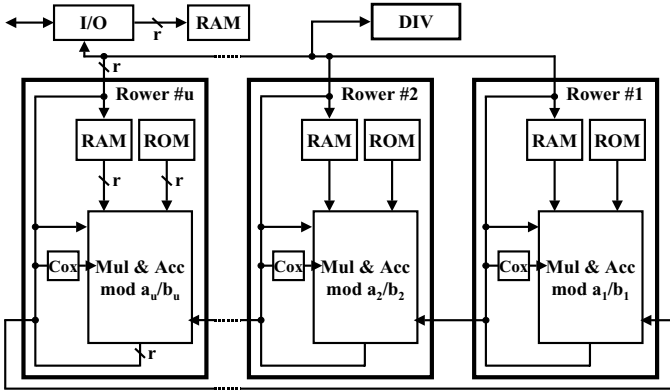 I/O
r
RAM
DIV
r
Rower #u
Rower #2
Rower #1
RAM
ROM
RAM
ROM
RAM
ROM
r
r
Cox
Mul & Acc
mod aᵤ/bᵤ
Cox
Mul & Acc
mod a₂/b₂
Cox
Mul & Acc
mod a₁/b₁
r